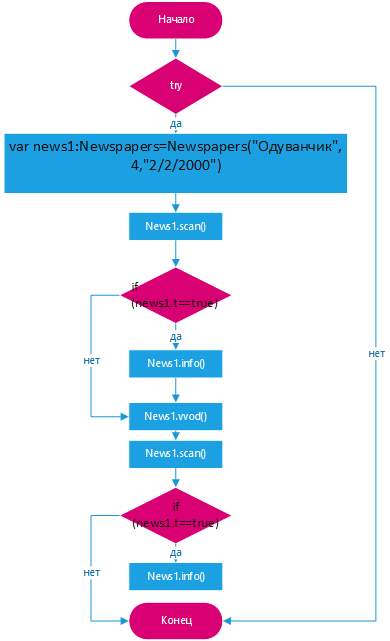 Начало
try
да
var news1:Newspapers=Newspapers("Одуванчик",
4,"2/2/2000")
News1.scan()
if
(news1.t==true)
нет
нет
да
News1.info()
News1.vvod()
News1.scan()
if
(news1.t==true)
да
нет
News1.info()
Конец